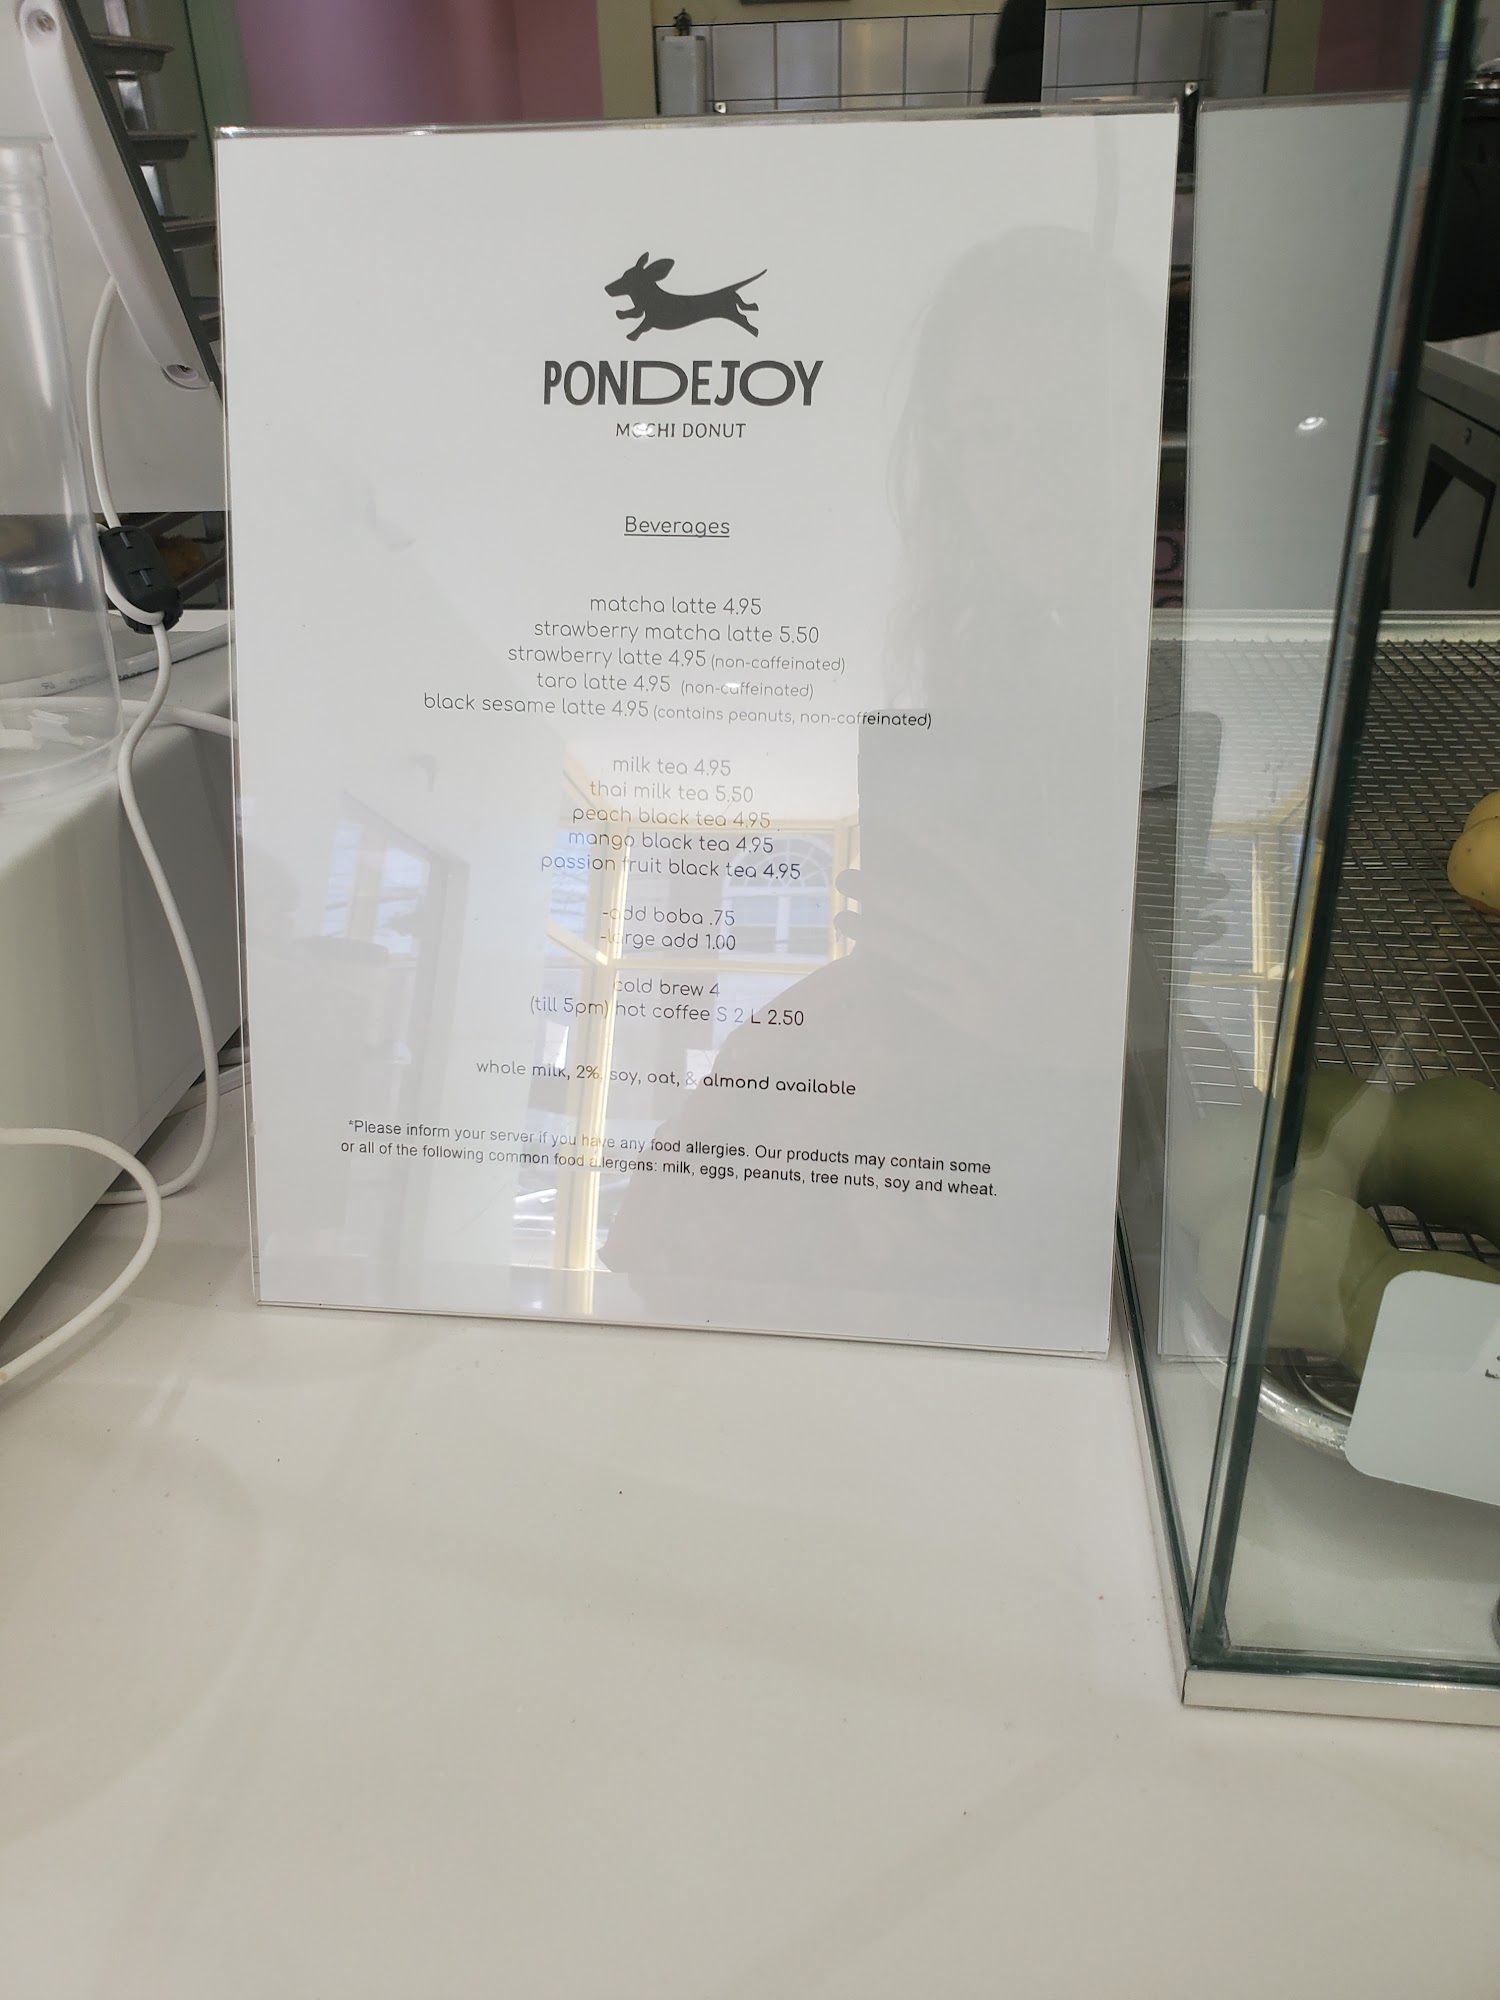 PONDEJOY
MOCHI DONUT
Beverages
matcha latte 4.95
strawberry matcha latte 5.50
strawberry latte 4.95 (non-caffeinated)
taro latte 4.95 (non-caffeinated)
black sesame latte 4.95 (contains peanuts, non-caffeinated)
milk tea 4.95
thai milk tea 5.50
peach black tea 4.95
mango black tea 4.95
passion fruit black tea 4.95
-add boba .75
-large add 1.00
cold brew 4
(till 5pm) hot coffee S 2 L 2.50
whole milk, 2%, soy, oat, & almond available
*Please inform your server if you have any food allergies. Our products may contain some
or all of the following common food allergens: milk, eggs, peanuts, tree nuts, soy and wheat.